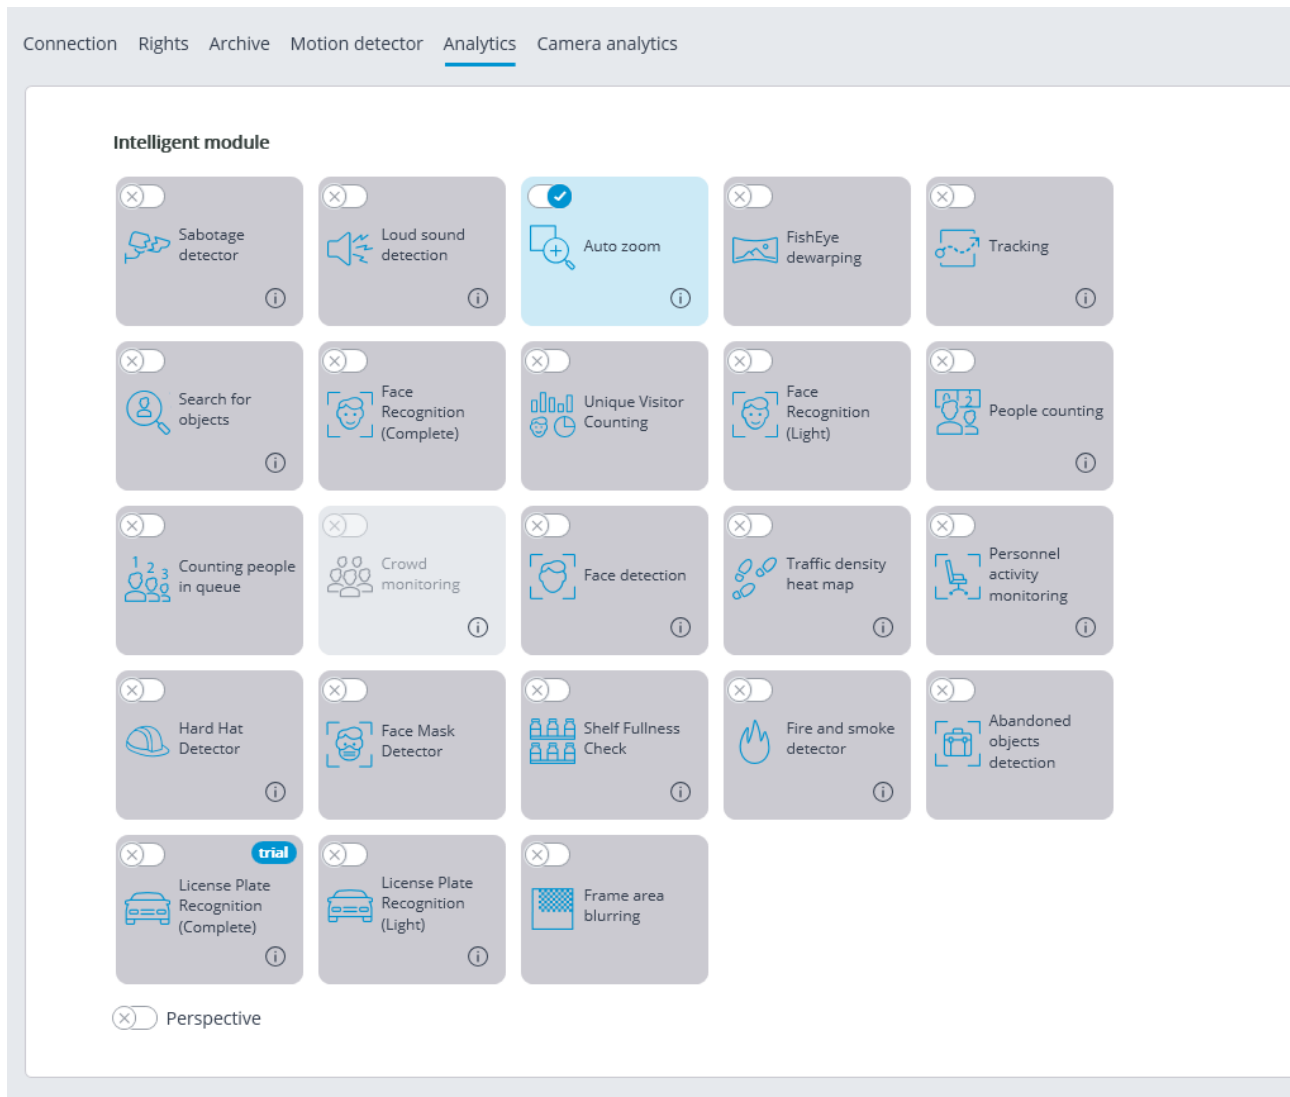 Connection Rights Archive Motion detector Analytics Camera analytics
Intelligent module
Sabotage
detector
Loud sound
detection
Auto zoom
FishEye
dewarping
Tracking
Search for
objects
Face
Recognition
(Complete)
Unique Visitor
Counting
Face
Recognition
(Light)
People counting
Counting people
in queue
Crowd
monitoring
Face detection
Traffic density
heat map
Personnel
activity
monitoring
Hard Hat
Detector
Face Mask
Detector
Shelf Fullness
Check
Fire and smoke
detector
Abandoned
objects
detection
trial
License Plate
Recognition
(Complete)
License Plate
Recognition
(Light)
Frame area
blurring
Perspective